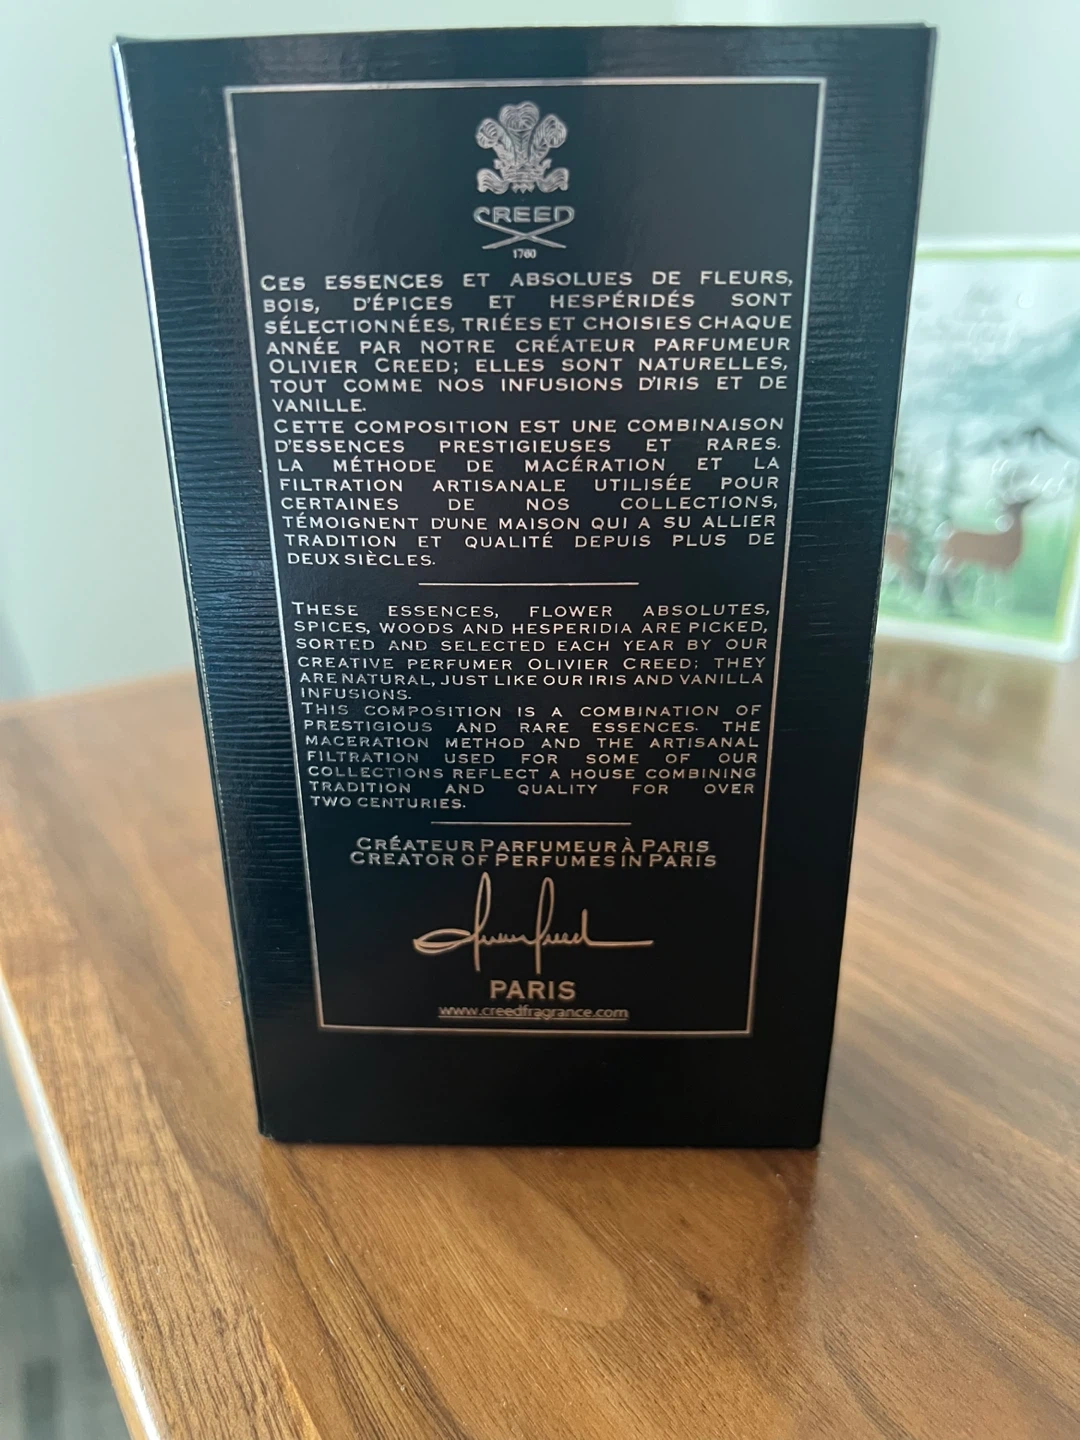 CREED
1760
CES ESSENCES ET ABSOLUES DE FLEURS,
BOIS, D'ÉPICES ET HESPÉRIDÉS SONT
SÉLECTIONNÉES, TRIÉES ET CHOISIES CHAQUE
ANNÉE PAR NOTRE CRÉATEUR PARFUMEUR
OLIVIER CREED; ELLES SONT NATURELLES,
TOUT COMME NOS INFUSIONS D'IRIS ET DE
VANILLE.
CETTE COMPOSITION EST UNE COMBINAISON
D'ESSENCES PRESTIGIEUSES ET RARES.
LA MÉTHODE DE MACÉRATION ET LA
FILTRATION ARTISANALE UTILISÉE POUR
CERTAINES DE NOS COLLECTIONS,
TÉMOIGNENT D'UNE MAISON QUI A SU ALLIER
TRADITION ET QUALITÉ DEPUIS PLUS DE
DEUX SIÈCLES.
THESE ESSENCES, FLOWER ABSOLUTES,
SPICES, WOODS AND HESPERIDIA ARE PICKED,
SORTED AND SELECTED EACH YEAR BY OUR
CREATIVE PERFUMER OLIVIER CREED; THEY
ARE NATURAL, JUST LIKE OUR IRIS AND VANILLA
INFUSIONS.
THIS COMPOSITION IS A COMBINATION OF
PRESTIGIOUS AND RARE ESSENCES. THE
MACERATION METHOD AND THE ARTISANAL
FILTRATION USED FOR SOME OF OUR
COLLECTIONS REFLECT A HOUSE COMBINING
TRADITION AND QUALITY FOR OVER
TWO CENTURIES.
CRÉATEUR PARFUMEUR À PARIS
CREATOR OF PERFUMES IN PARIS
PARIS
www.creedfragrance.com